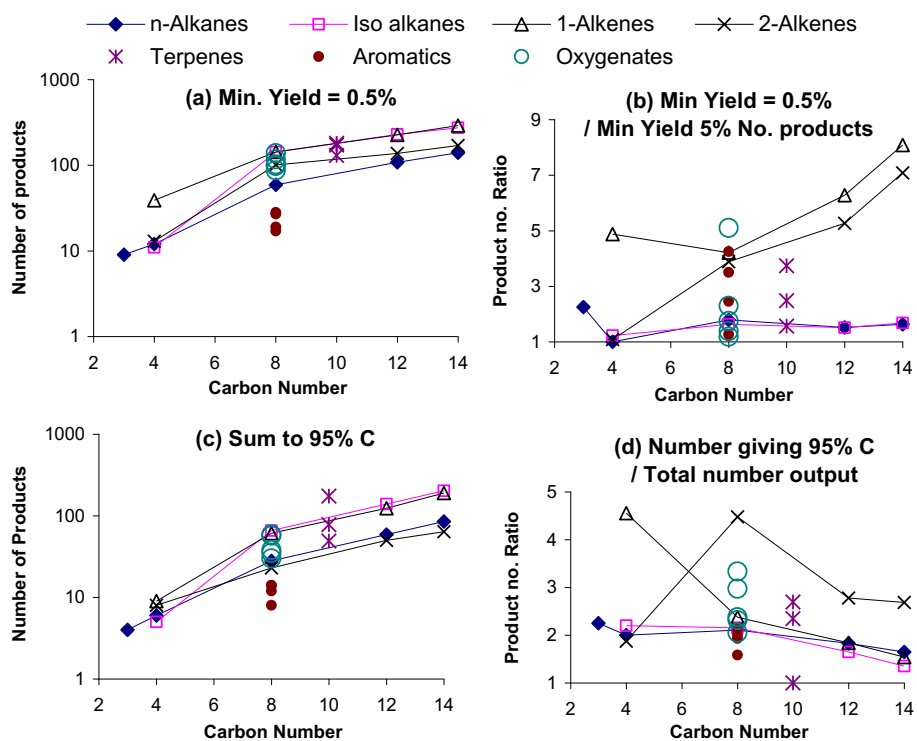 n-Alkanes Iso alkanes 1-Alkenes 2-Alkenes
Terpenes Aromatics Oxygenates
(a) Min. Yield = 0.5%
Number of products
1000
100
10
1
2 4 6 8 10 12 14
Carbon Number
(b) Min Yield = 0.5%
/ Min Yield 5% No. products
Product no. Ratio
9
7
5
3
1
2 4 6 8 10 12 14
Carbon Number
(c) Sum to 95% C
Number of Products
1000
100
10
1
2 4 6 8 10 12 14
Carbon Number
(d) Number giving 95% C
/ Total number output
Product no. Ratio
5
4
3
2
1
2 4 6 8 10 12 14
Carbon Number